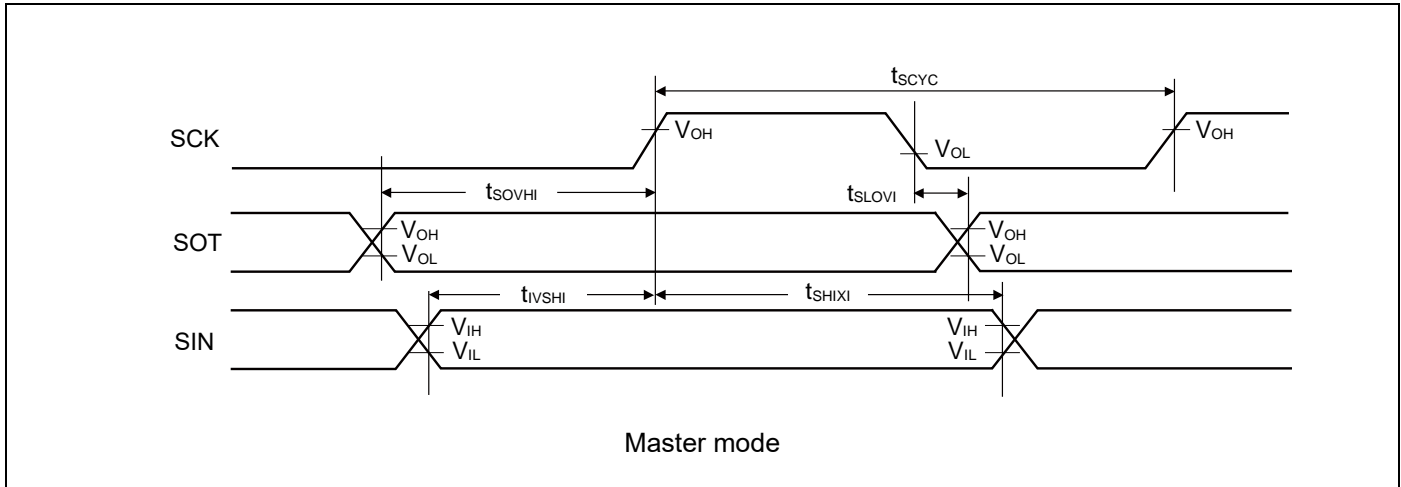 tSCYC
SCK
VOH
VOL
VOH
tSOVHI
tSLOVI
SOT
VOH
VOL
VOH
VOL
tIVSHI
tSHIXI
SIN
VIH
VIL
VIH
VIL
Master mode